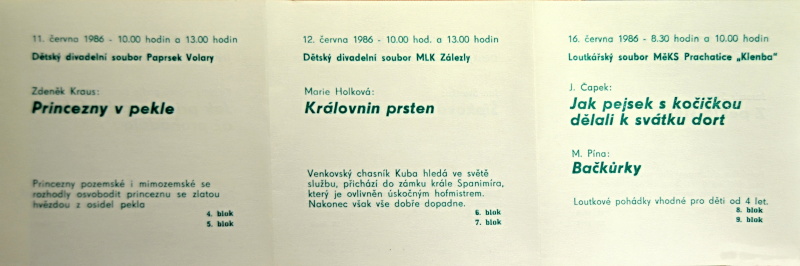 11. června 1986 - 10.00 hodin a 13.00 hodin
Dětský divadelní soubor Paprsek Volary
Zdeněk Kraus:
Princezny v pekle
Princezny pozemské i mimozemské se
rozhodly osvobodit princeznu se zlatou
hvězdou z osidel pekla
4. blok
5. blok
12. června 1986 - 10.00 hod. a 13.00 hodin
Dětský divadelní soubor MLK Zálezly
Marie Holková:
Královnin prsten
Venkovský chasník Kuba hledá ve světě
službu, přichází do zámku krále Spanimíra,
který je ovlivněn úskočným hofmistrem.
Nakonec však vše dobře dopadne.
6. blok
7. blok
16. června 1986 - 8.30 hodin a 10.00 hodin
Loutkářský soubor MěKS Prachatice „Klenba“
J. Čapek:
Jak pejsek s kočičkou
dělali k svátku dort
M. Pína:
Bačkůrky
Loutkové pohádky vhodné pro děti od 4 let.
8. blok
9. blok